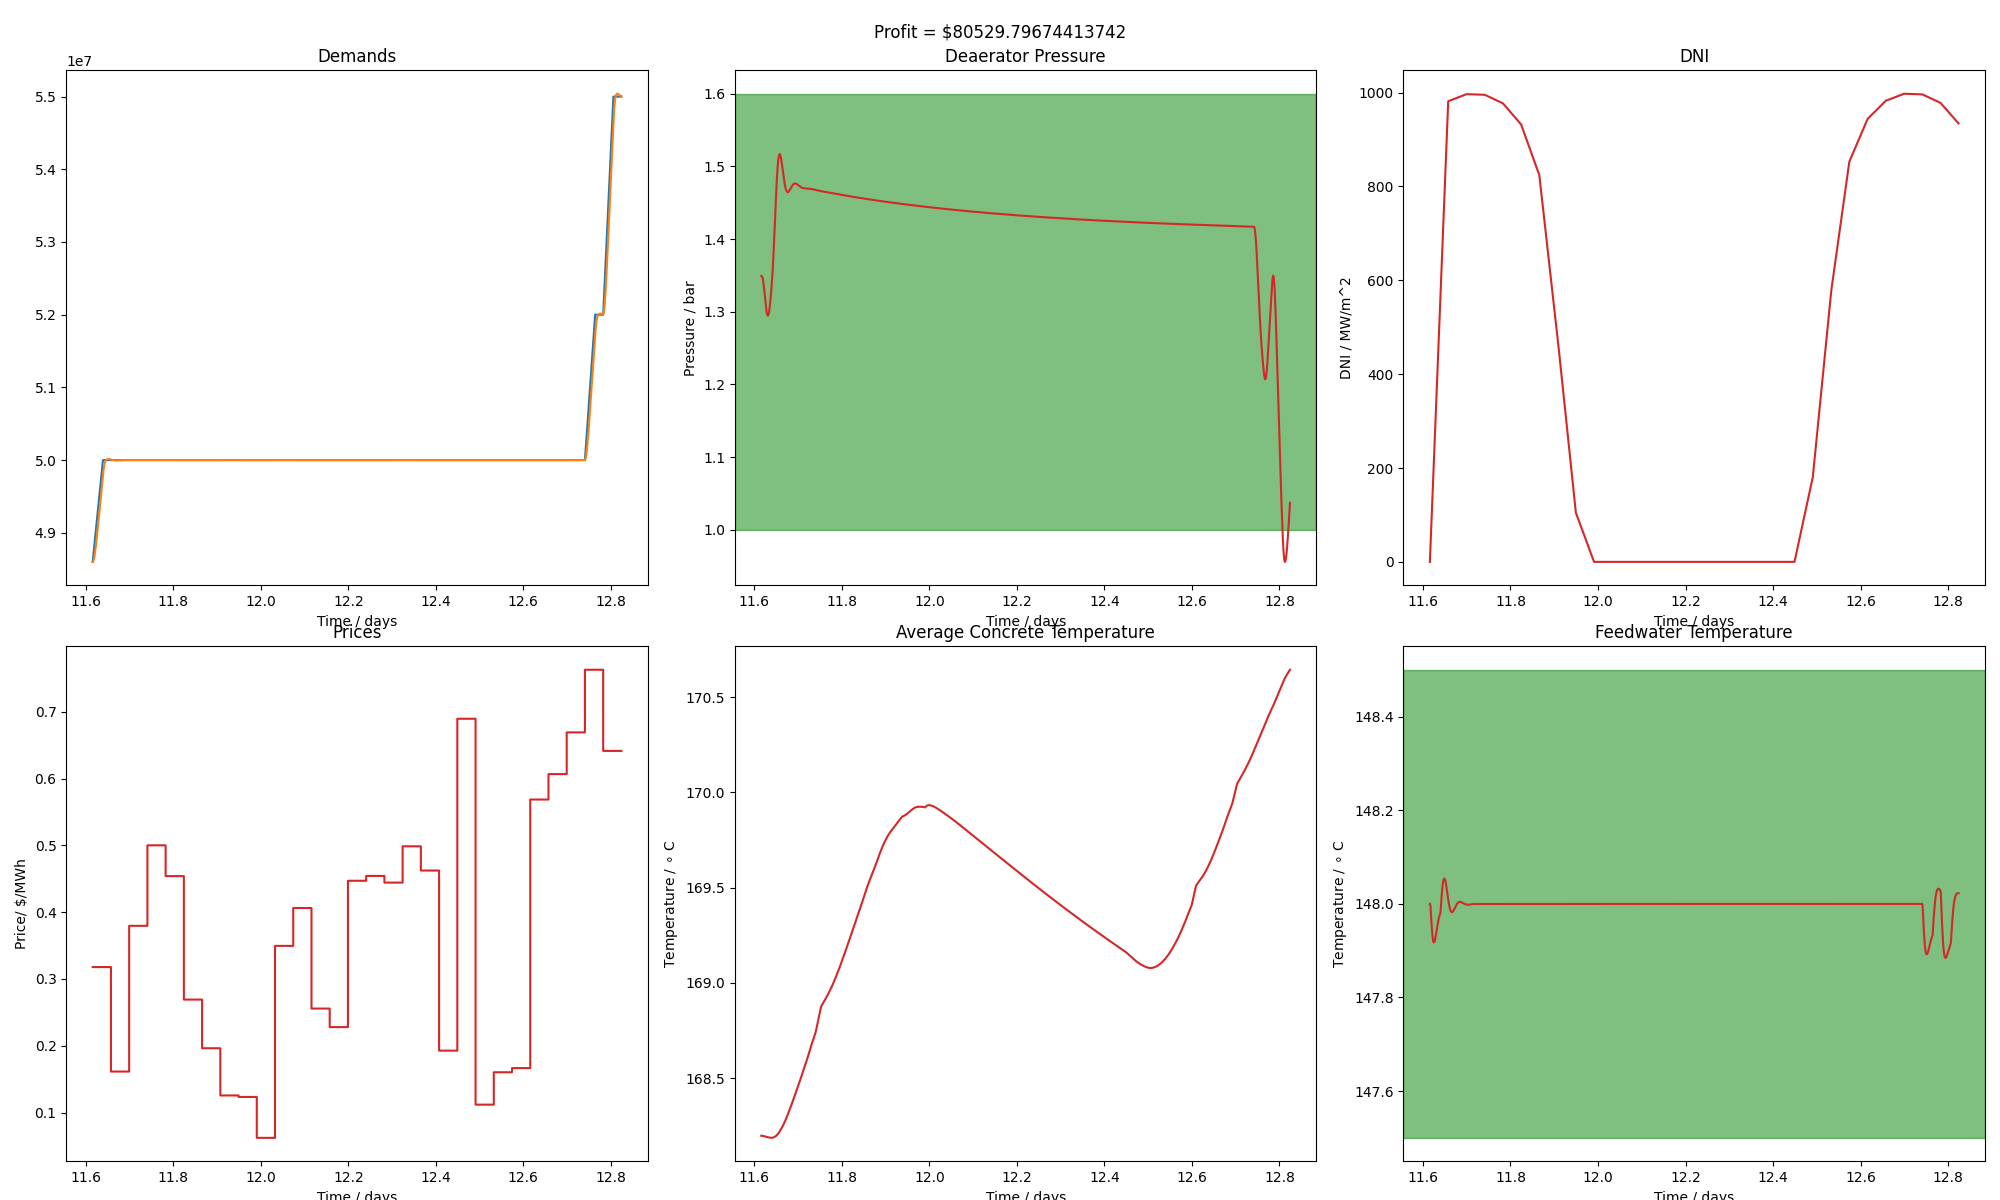 Profit = $80529.79674413742
Demands
1e7
5.5
5.4
5.3
5.2
5.1
5.0
4.9
11.6 11.8 12.0 12.2 12.4 12.6 12.8
Time / days
Deaerator Pressure
Pressure / bar
1.6
1.5
1.4
1.3
1.2
1.1
1.0
11.6 11.8 12.0 12.2 12.4 12.6 12.8
Time / days
DNI
DNI / MW/m^2
1000
800
600
400
200
0
11.6 11.8 12.0 12.2 12.4 12.6 12.8
Time / days
Prices
Price/ $/MWh
0.7
0.6
0.5
0.4
0.3
0.2
0.1
11.6 11.8 12.0 12.2 12.4 12.6 12.8
Time / days
Average Concrete Temperature
Temperature / ∘ C
170.5
170.0
169.5
169.0
168.5
11.6 11.8 12.0 12.2 12.4 12.6 12.8
Time / days
Feedwater Temperature
Temperature / ∘ C
148.4
148.2
148.0
147.8
147.6
11.6 11.8 12.0 12.2 12.4 12.6 12.8
Time / days